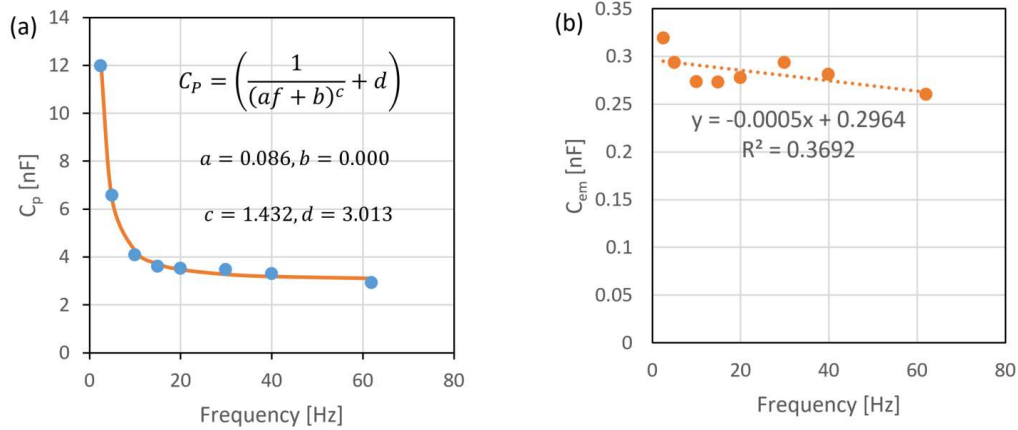 (a)
14
12
10
8
6
4
2
0
C_p [nF]
C_P = (1/(af + b)^c + d)
a = 0.086, b = 0.000
c = 1.432, d = 3.013
0 20 40 60 80
Frequency [Hz]
(b)
0.35
0.3
0.25
0.2
0.15
0.1
0.05
0
C_em [nF]
y = -0.0005x + 0.2964
R² = 0.3692
0 20 40 60 80
Frequency [Hz]